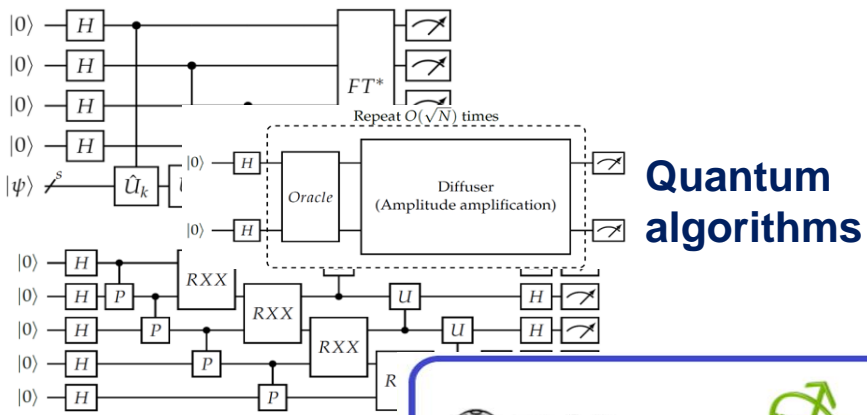 |0⟩ H
|0⟩ H
FT*
|0⟩ H
Repeat O(√N) times
|0⟩ H
|0⟩ H
Oracle
Diffuser
(Amplitude amplification)
|ψ⟩ s Û_k
|0⟩ H
Quantum
algorithms
|0⟩ H
RXX
|0⟩ H P U H
RXX
|0⟩ H P U H
RXX
|0⟩ H P
R
|0⟩ H P